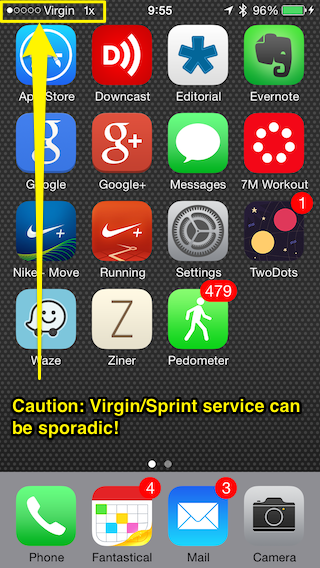 Virgin 1x 9:55 96%
App Store Downcast Editorial Evernote
Google Google+ Messages 7M Workout
1
Nike+ Move Running Settings TwoDots
479
Waze Ziner Pedometer
Caution: Virgin/Sprint service can
be sporadic!
4 3
Phone Fantastical Mail Camera